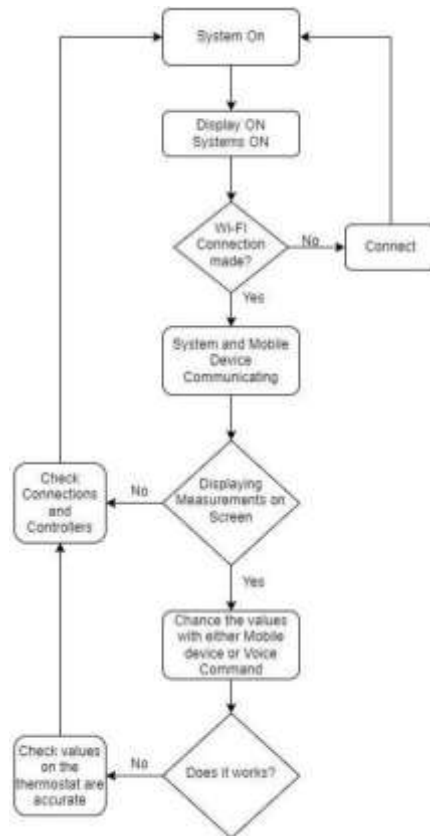 System On
Display ON
Systems ON
Wi-Fi
Connection
made?
No
Connect
Yes
System and Mobile
Device
Communicating
Displaying
Measurements on
Screen
No
Check
Connections
and
Controllers
Yes
Chance the values
with either Mobile
device or Voice
Command
Does it works?
No
Check values
on the
thermostat are
accurate